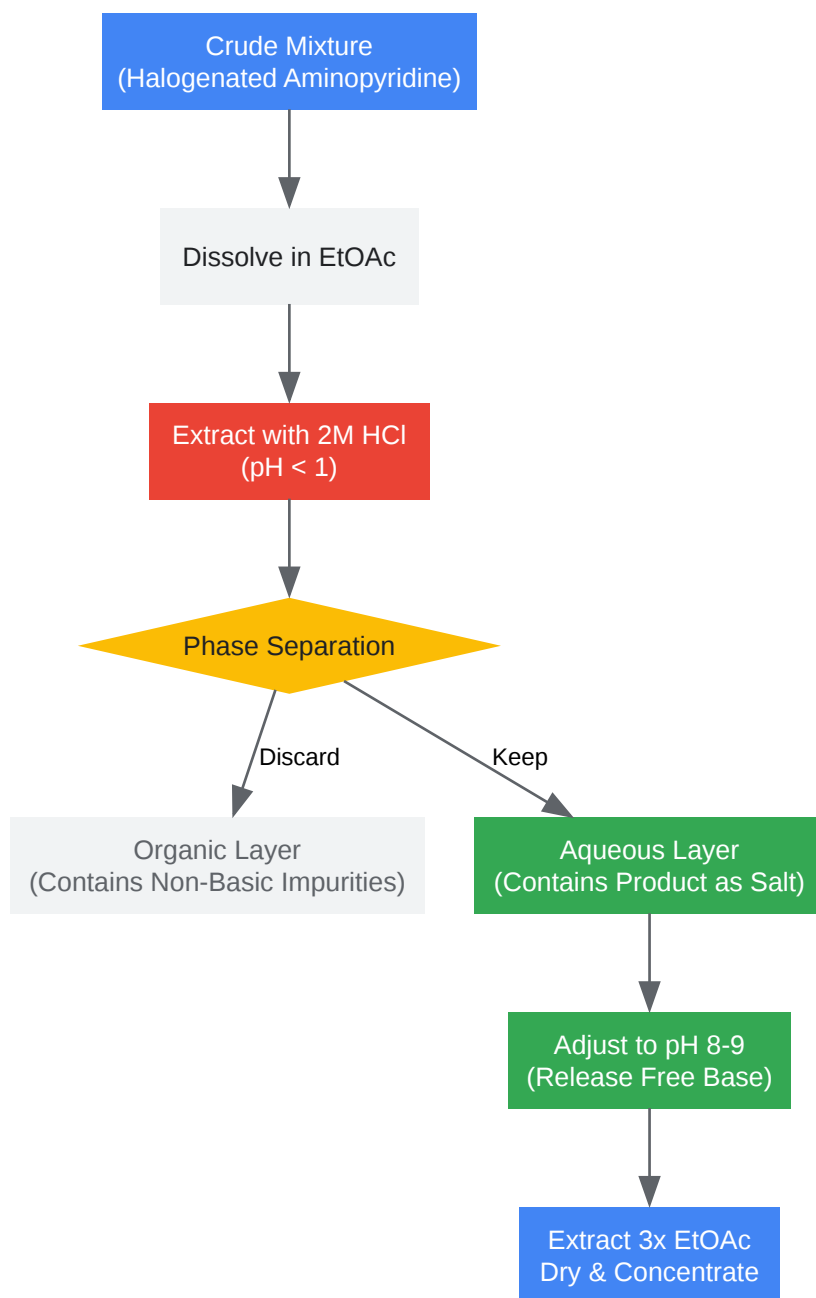 Crude Mixture
(Halogenated Aminopyridine)
Dissolve in EtOAc
Extract with 2M HCl
(pH < 1)
Phase Separation
Discard
Keep
Organic Layer
(Contains Non-Basic Impurities)
Aqueous Layer
(Contains Product as Salt)
Adjust to pH 8-9
(Release Free Base)
Extract 3x EtOAc
Dry & Concentrate